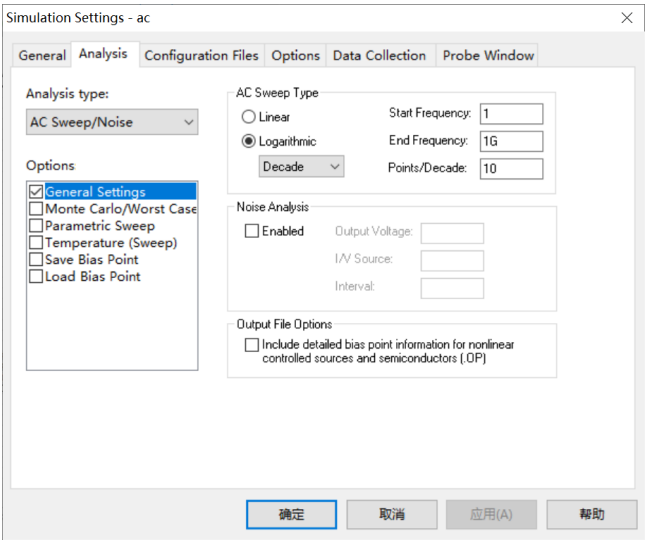 Simulation Settings - ac
General Analysis Configuration Files Options Data Collection Probe Window
Analysis type:
AC Sweep/Noise
Options
General Settings
Monte Carlo/Worst Case
Parametric Sweep
Temperature (Sweep)
Save Bias Point
Load Bias Point
AC Sweep Type
Linear
Logarithmic
Decade
Start Frequency: 1
End Frequency: 1G
Points/Decade: 10
Noise Analysis
Enabled
Output Voltage:
I/V Source:
Interval:
Output File Options
Include detailed bias point information for nonlinear
controlled sources and semiconductors (.OP)
确定 取消 应用(A) 帮助